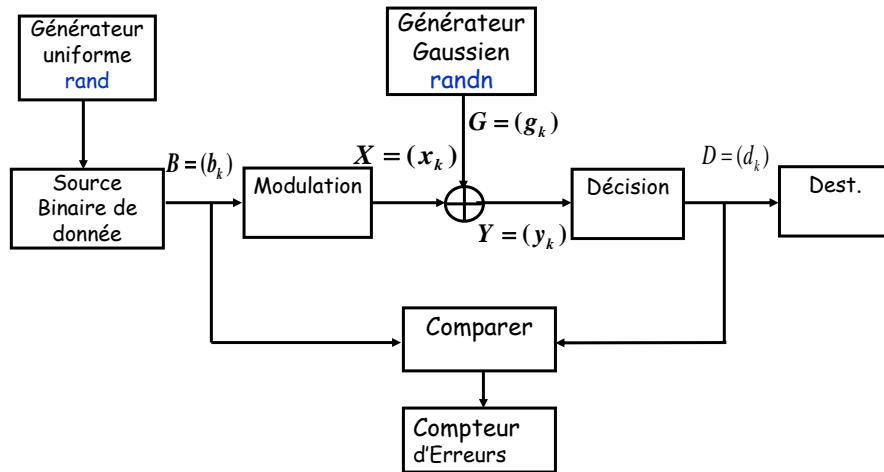 Générateur
uniforme
rand
Générateur
Gaussien
randn
G = (g_k)
B = (b_k)
X = (x_k)
D = (d_k)
Source
Binaire de
donnée
Modulation
Y = (y_k)
Décision
Dest.
Comparer
Compteur
d'Erreurs